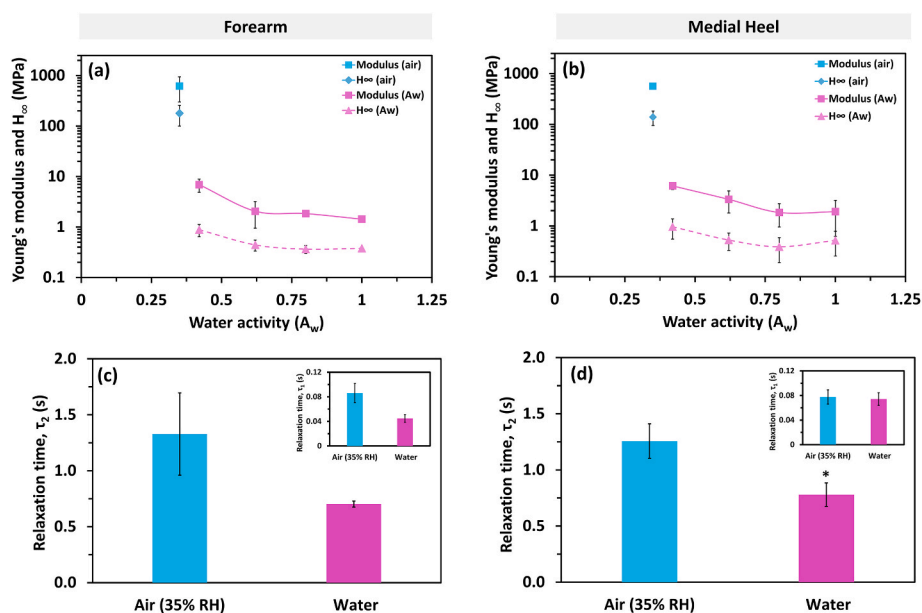 Forearm
Medial Heel
(a)
Modulus (air)
H∞ (air)
Modulus (Aw)
H∞ (Aw)
Young's modulus and H∞ (MPa)
1000
100
10
1
0.1
0
0.25
0.5
0.75
1
1.25
Water activity (Aw)
(b)
Modulus (air)
H∞ (air)
Modulus (Aw)
H∞ (Aw)
Young's modulus and H∞ (MPa)
1000
100
10
1
0.1
0
0.25
0.5
0.75
1
1.25
Water activity (Aw)
(c)
Relaxation time, τ2 (s)
2.0
1.5
1.0
0.5
0.0
Air (35% RH)
Water
Relaxation time, τ1 (s)
0.12
0.08
0.04
0
Air (35% RH)
Water
(d)
Relaxation time, τ2 (s)
2.0
1.5
1.0
0.5
0.0
*
Air (35% RH)
Water
Relaxation time, τ1 (s)
0.12
0.08
0.04
0
Air (35% RH)
Water